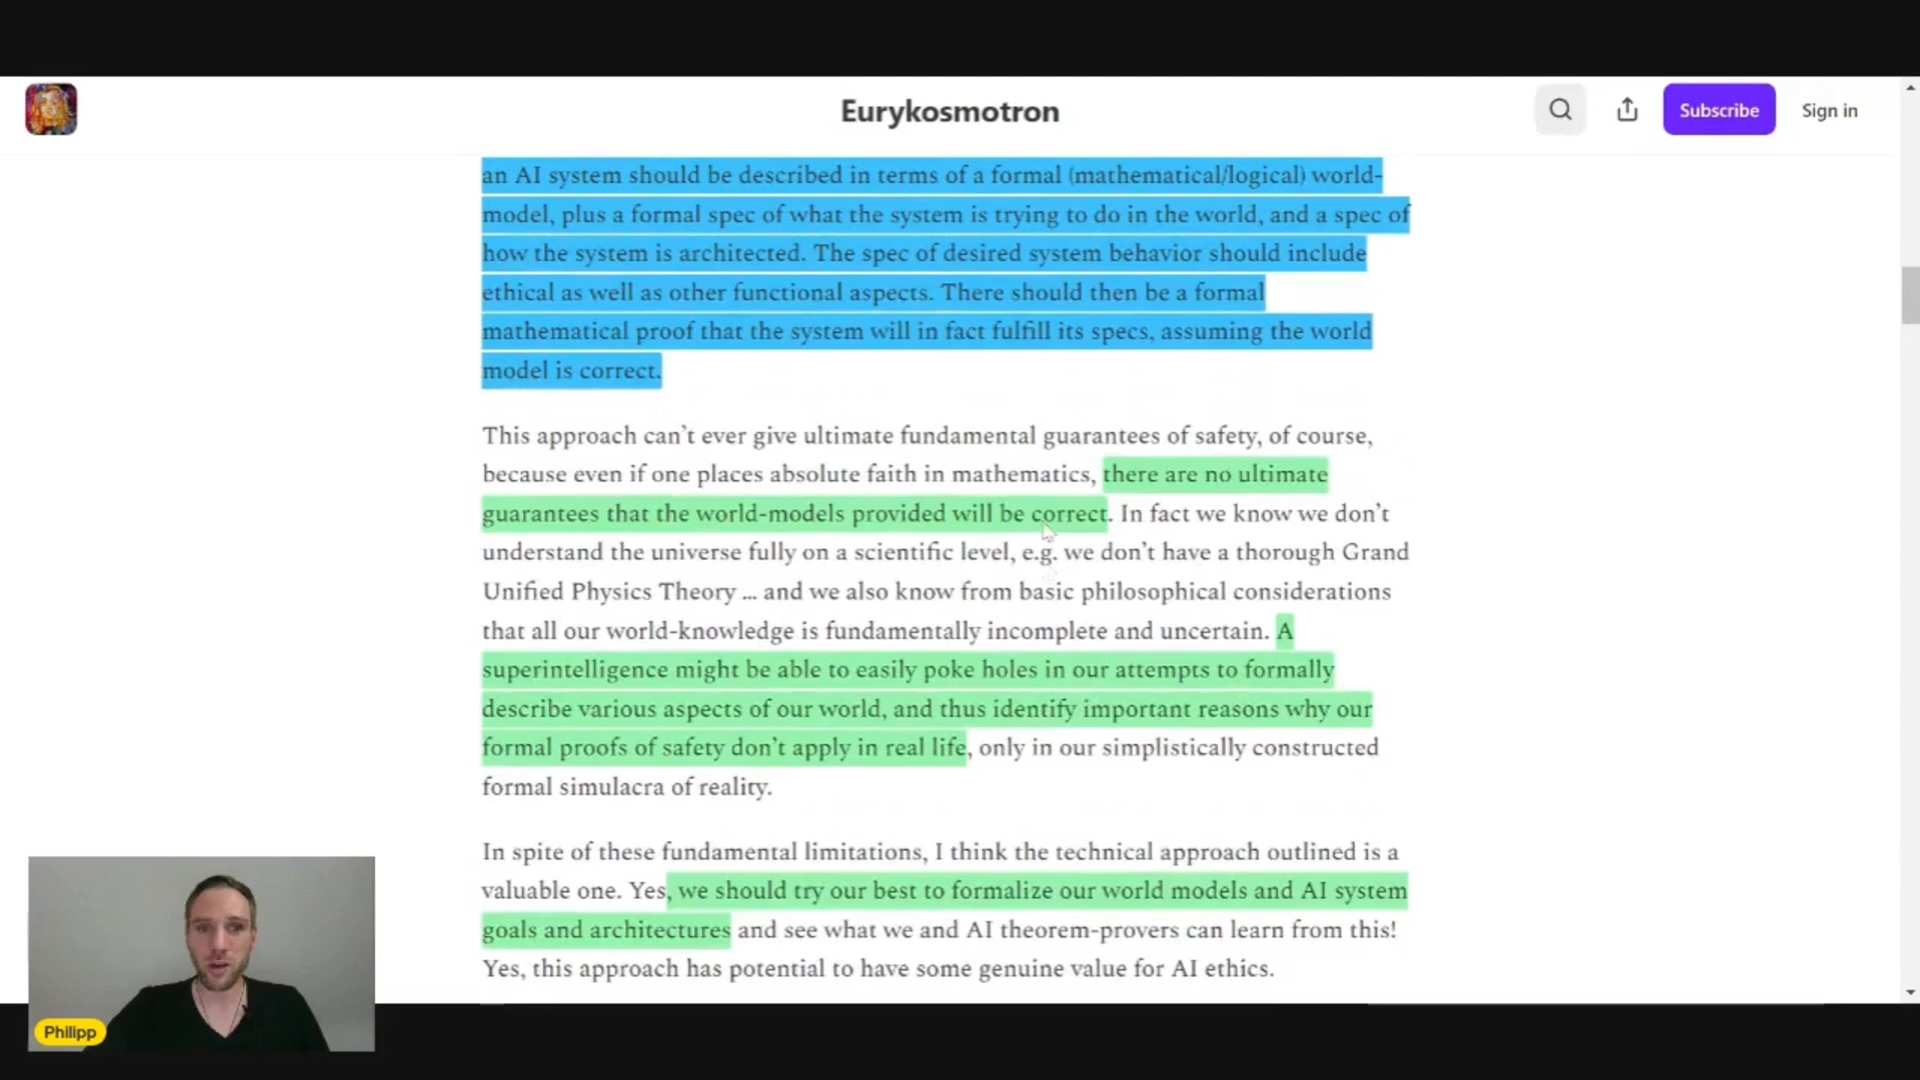 Eurykosmotron
Subscribe
Sign in
an AI system should be described in terms of a formal (mathematical/logical) world-
model, plus a formal spec of what the system is trying to do in the world, and a spec of
how the system is architected. The spec of desired system behavior should include
ethical as well as other functional aspects. There should then be a formal
mathematical proof that the system will in fact fulfill its specs, assuming the world
model is correct.
This approach can’t ever give ultimate fundamental guarantees of safety, of course,
because even if one places absolute faith in mathematics, there are no ultimate
guarantees that the world-models provided will be correct. In fact we know we don’t
understand the universe fully on a scientific level, e.g. we don’t have a thorough Grand
Unified Physics Theory … and we also know from basic philosophical considerations
that all our world-knowledge is fundamentally incomplete and uncertain. A
superintelligence might be able to easily poke holes in our attempts to formally
describe various aspects of our world, and thus identify important reasons why our
formal proofs of safety don’t apply in real life, only in our simplistically constructed
formal simulacra of reality.
In spite of these fundamental limitations, I think the technical approach outlined is a
valuable one. Yes, we should try our best to formalize our world models and AI system
goals and architectures and see what we and AI theorem-provers can learn from this!
Yes, this approach has potential to have some genuine value for AI ethics.
Philipp